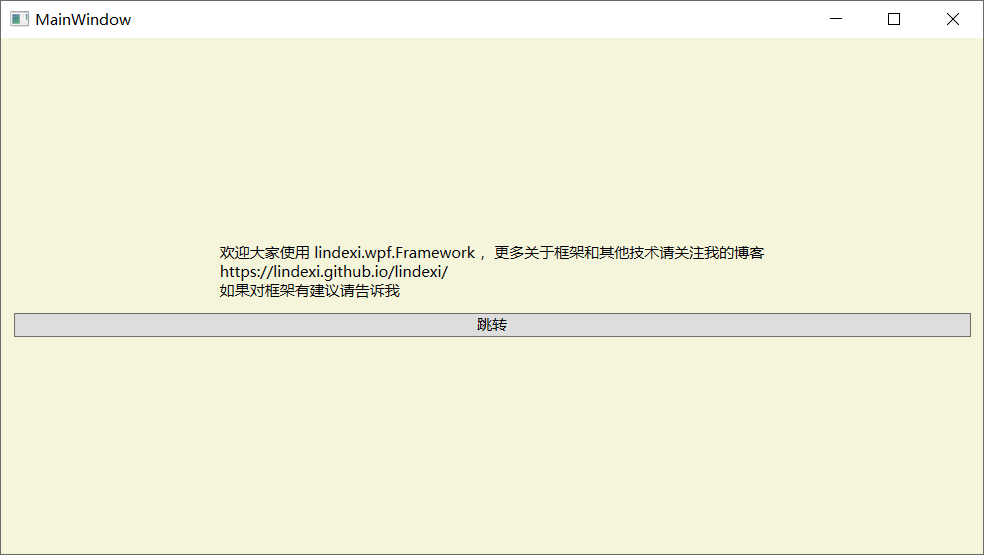 MainWindow
欢迎大家使用 lindexi.wpf.Framework ，更多关于框架和其他技术请关注我的博客
https://lindexi.github.io/lindexi/
如果对框架有建议请告诉我
跳转